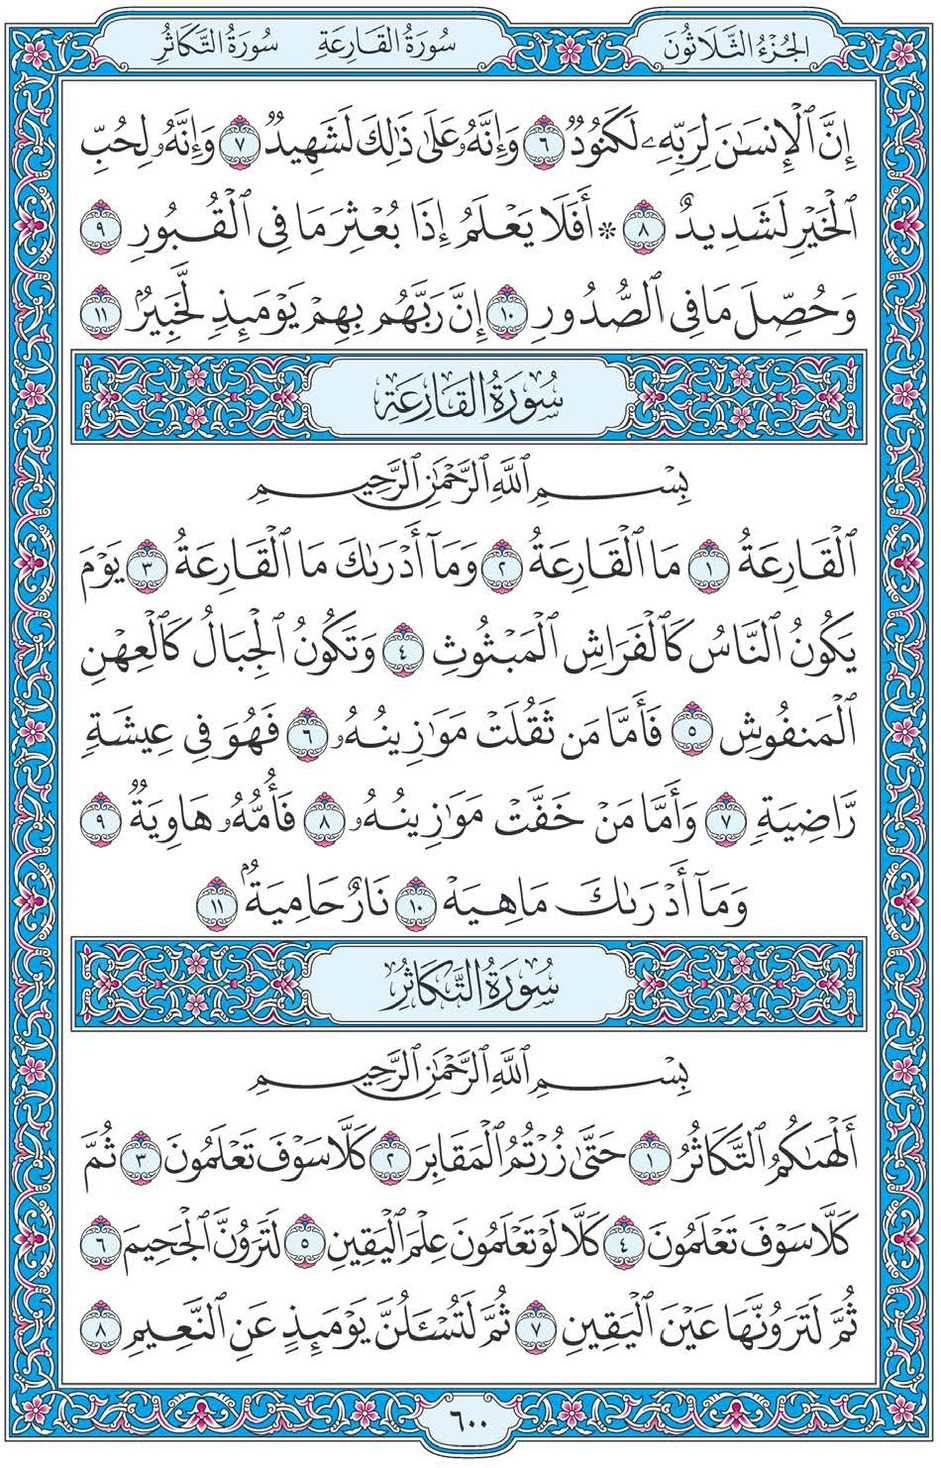 الجُزْءُ الثَّلَاثُونَ سُورَةُ القَارِعَةِ سُورَةُ التَّكَاثُرِ
إِنَّ ٱلْإِنسَٰنَ لِرَبِّهِۦ لَكَنُودٌ ٦ وَإِنَّهُۥ عَلَىٰ ذَٰلِكَ لَشَهِيدٌ ٧ وَإِنَّهُۥ لِحُبِّ
ٱلْخَيْرِ لَشَدِيدٌ ٨ ۞ أَفَلَا يَعْلَمُ إِذَا بُعْثِرَ مَا فِى ٱلْقُبُورِ ٩
وَحُصِّلَ مَا فِى ٱلصُّدُورِ ١٠ إِنَّ رَبَّهُم بِهِمْ يَوْمَئِذٍ لَّخَبِيرٌۢ ١١
سُورَةُ القَارِعَةِ
بِسْمِ ٱللَّهِ ٱلرَّحْمَٰنِ ٱلرَّحِيمِ
ٱلْقَارِعَةُ ١ مَا ٱلْقَارِعَةُ ٢ وَمَآ أَدْرَىٰكَ مَا ٱلْقَارِعَةُ ٣ يَوْمَ
يَكُونُ ٱلنَّاسُ كَٱلْفَرَاشِ ٱلْمَبْثُوثِ ٤ وَتَكُونُ ٱلْجِبَالُ كَٱلْعِهْنِ
ٱلْمَنفُوشِ ٥ فَأَمَّا مَن ثَقُلَتْ مَوَٰزِينُهُۥ ٦ فَهُوَ فِى عِيشَةٍ
رَّاضِيَةٍ ٧ وَأَمَّا مَنْ خَفَّتْ مَوَٰزِينُهُۥ ٨ فَأُمُّهُۥ هَاوِيَةٌ ٩
وَمَآ أَدْرَىٰكَ مَا هِيَهْ ١٠ نَارٌ حَامِيَةٌۢ ١١
سُورَةُ التَّكَاثُرِ
بِسْمِ ٱللَّهِ ٱلرَّحْمَٰنِ ٱلرَّحِيمِ
أَلْهَىٰكُمُ ٱلتَّكَاثُرُ ١ حَتَّىٰ زُرْتُمُ ٱلْمَقَابِرَ ٢ كَلَّا سَوْفَ تَعْلَمُونَ ٣ ثُمَّ
كَلَّا سَوْفَ تَعْلَمُونَ ٤ كَلَّا لَوْ تَعْلَمُونَ عِلْمَ ٱلْيَقِينِ ٥ لَتَرَوُنَّ ٱلْجَحِيمَ ٦
ثُمَّ لَتَرَوُنَّهَا عَيْنَ ٱلْيَقِينِ ٧ ثُمَّ لَتُسْـَٔلُنَّ يَوْمَئِذٍ عَنِ ٱلنَّعِيمِ ٨
٦٠٠